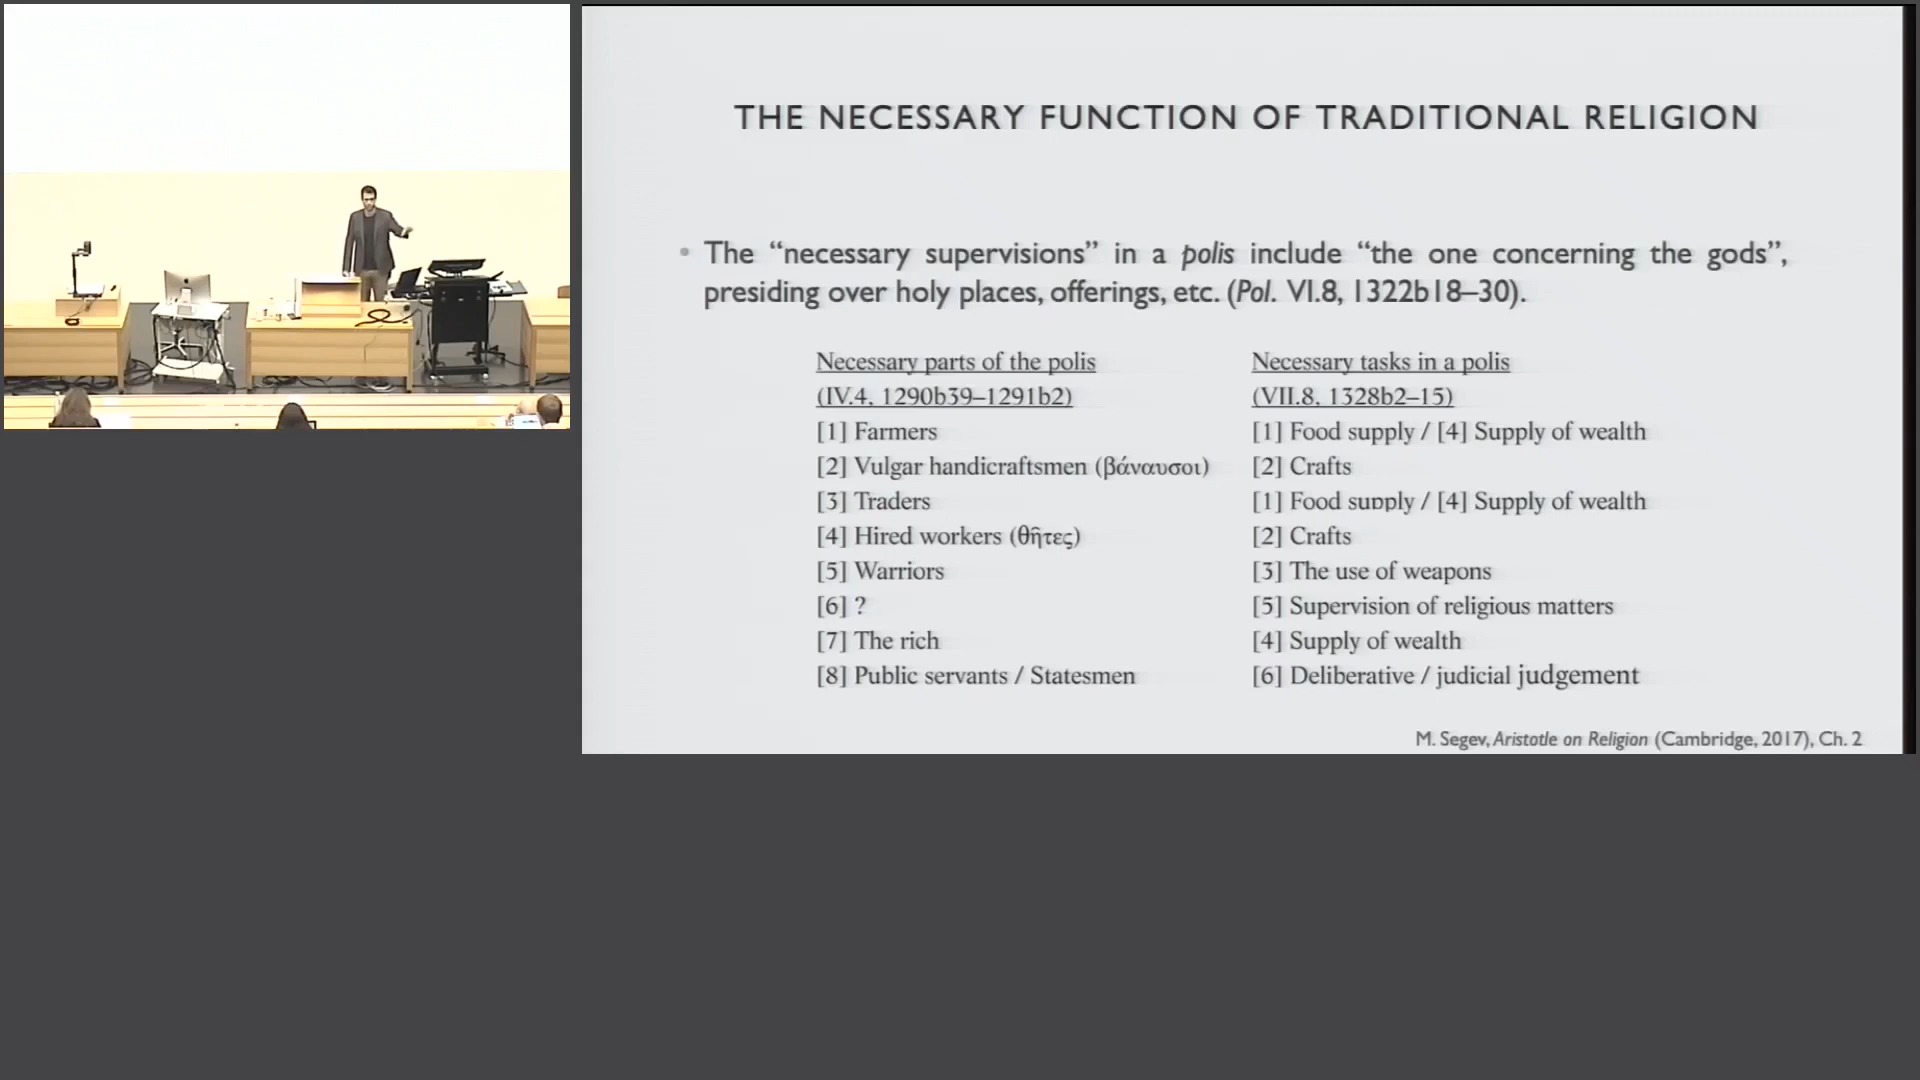 THE NECESSARY FUNCTION OF TRADITIONAL RELIGION
• The “necessary supervisions” in a polis include “the one concerning the gods”,
presiding over holy places, offerings, etc. (Pol. VI.8, 1322b18–30).
Necessary parts of the polis
(IV.4, 1290b39–1291b2)
[1] Farmers
[2] Vulgar handicraftsmen (βάναυσοι)
[3] Traders
[4] Hired workers (θῆτες)
[5] Warriors
[6] ?
[7] The rich
[8] Public servants / Statesmen
Necessary tasks in a polis
(VII.8, 1328b2–15)
[1] Food supply / [4] Supply of wealth
[2] Crafts
[1] Food supply / [4] Supply of wealth
[2] Crafts
[3] The use of weapons
[5] Supervision of religious matters
[4] Supply of wealth
[6] Deliberative / judicial judgement
M. Segev, Aristotle on Religion (Cambridge, 2017), Ch. 2